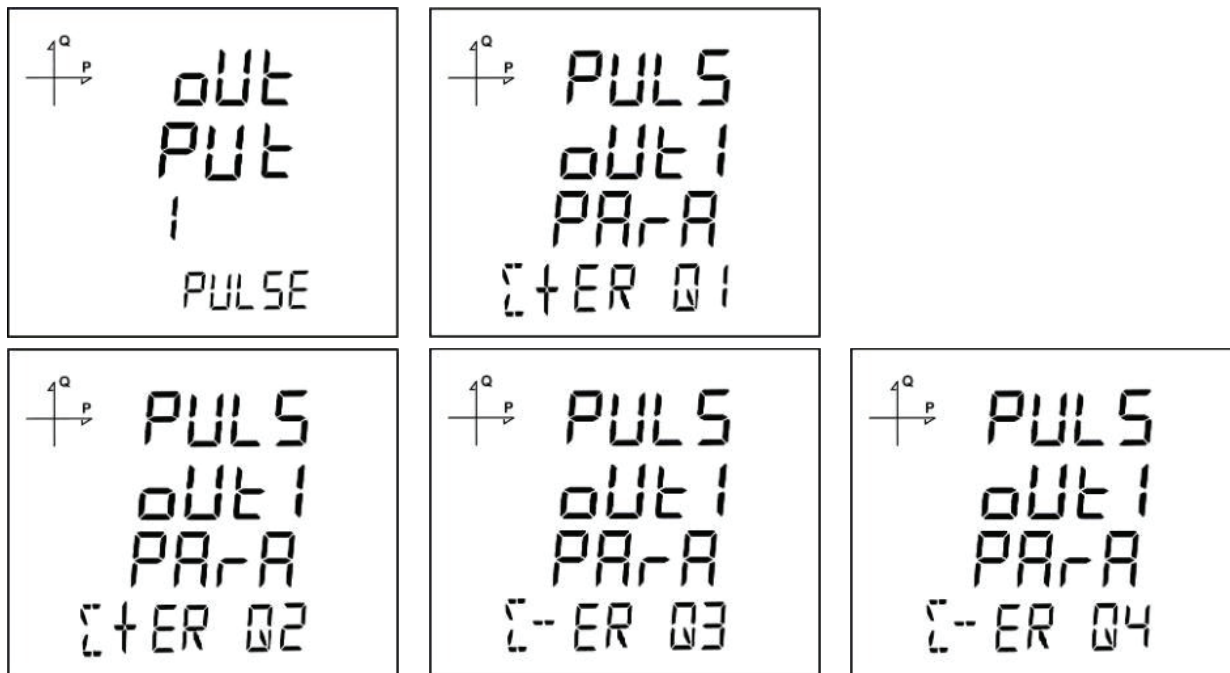 Q
P
oUt
PUt
1
PULSE
Q
P
PULS
oUt1
PArA
Σ+ER Q1
Q
P
PULS
oUt1
PArA
Σ+ER Q2
Q
P
PULS
oUt1
PArA
Σ-ER Q3
Q
P
PULS
oUt1
PArA
Σ-ER Q4